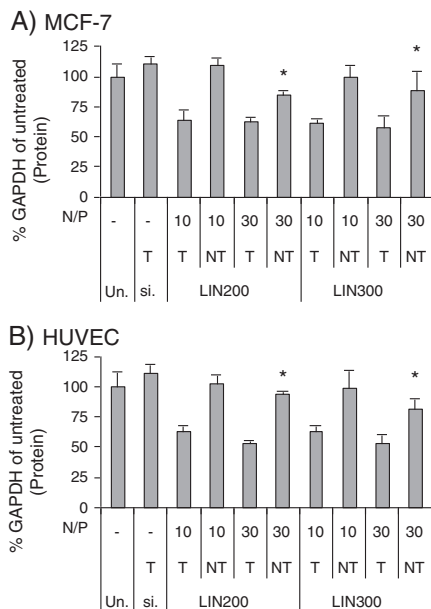 A) MCF-7
% GAPDH of untreated
(Protein)
125
100
75
50
25
0
* *
N/P - - 10 10 30 30 10 10 30 30
T T NT T NT T NT T NT
Un. si. LIN200 LIN300
B) HUVEC
% GAPDH of untreated
(Protein)
125
100
75
50
25
0
* *
N/P - - 10 10 30 30 10 10 30 30
T T NT T NT T NT T NT
Un. si. LIN200 LIN300